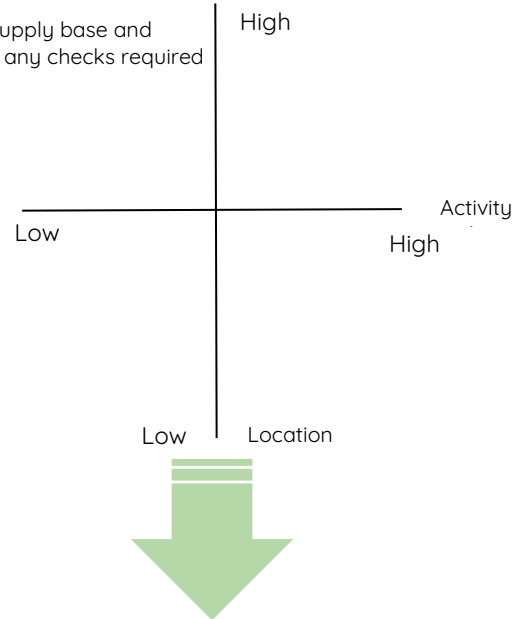 High
upply base and
any checks required
Activity
Low
High
Low
Location